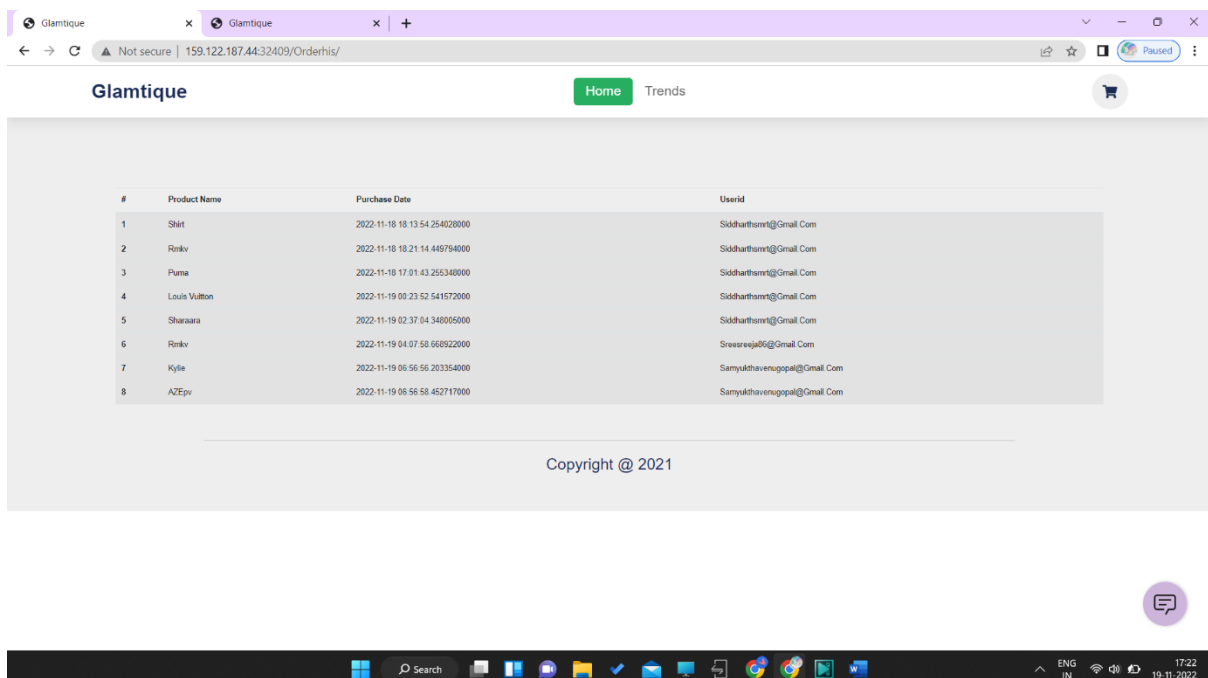 Glamtique Glamtique
Not secure 159.122.187.44:32409/Orderhis/ Paused
Glamtique Home Trends
# Product Name Purchase Date Userid
1 Shirt 2022-11-18 18:13:54.254028000 Siddharthsmrt@Gmail.Com
2 Rmkv 2022-11-18 18:21:14.449794000 Siddharthsmrt@Gmail.Com
3 Puma 2022-11-18 17:01:43.255348000 Siddharthsmrt@Gmail.Com
4 Louis Vuitton 2022-11-19 00:23:52.541572000 Siddharthsmrt@Gmail.Com
5 Sharaara 2022-11-19 02:37:04.348005000 Siddharthsmrt@Gmail.Com
6 Rmkv 2022-11-19 04:07:58.668922000 Sreesreeja86@Gmail.Com
7 Kylie 2022-11-19 06:56:56.203354000 Samyukthavenugopal@Gmail.Com
8 AZEpv 2022-11-19 06:56:58.452717000 Samyukthavenugopal@Gmail.Com
Copyright @ 2021
Search ENG 17:22
IN 19-11-2022